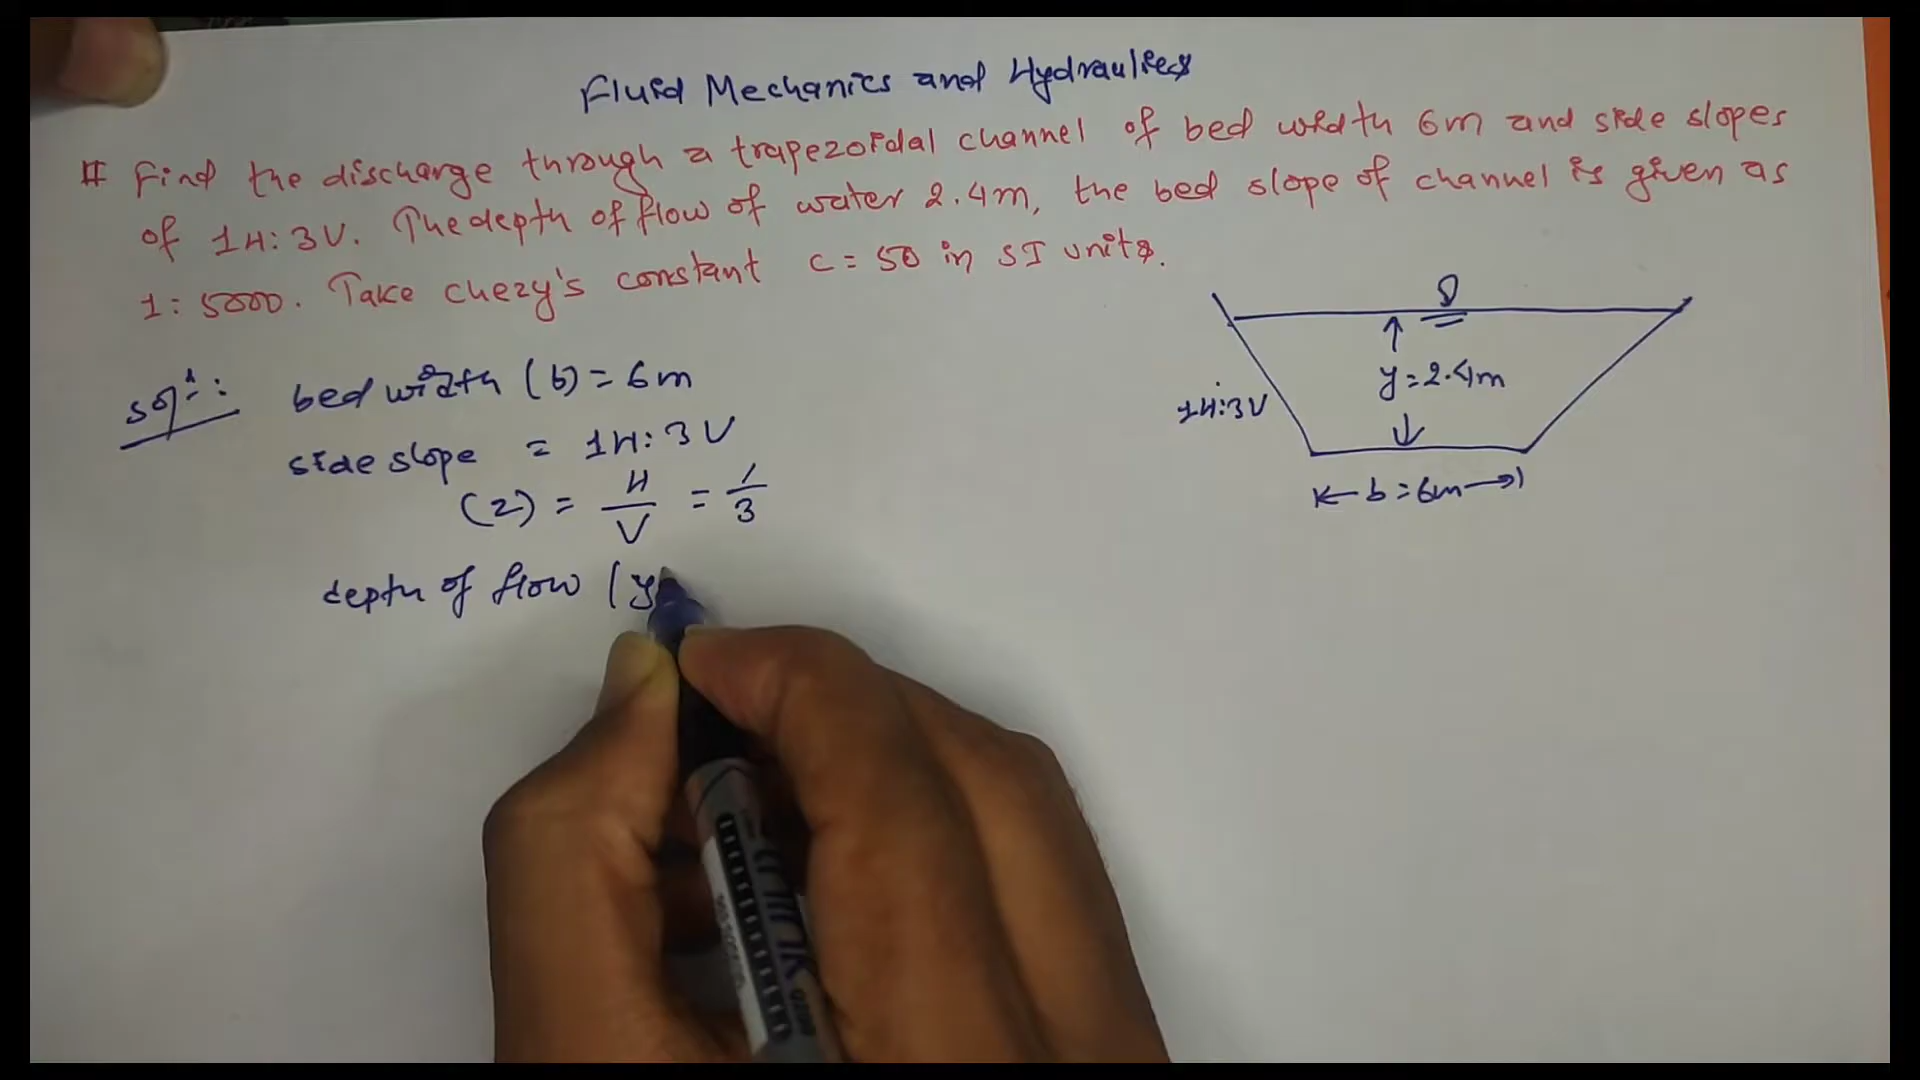 Fluid Mechanics and Hydraulics
# Find the discharge through a trapezoidal channel of bed width 6m and side slopes
of 1H:3V. The depth of flow of water 2.4m, the bed slope of channel is given as
1:5000. Take chezy's constant c=50 in SI units.
solⁿ: bed width (b)=6m
side slope = 1H:3V
(z) = H/V = 1/3
depth of flow (y
y=2.4m
1H:3V
b=6m